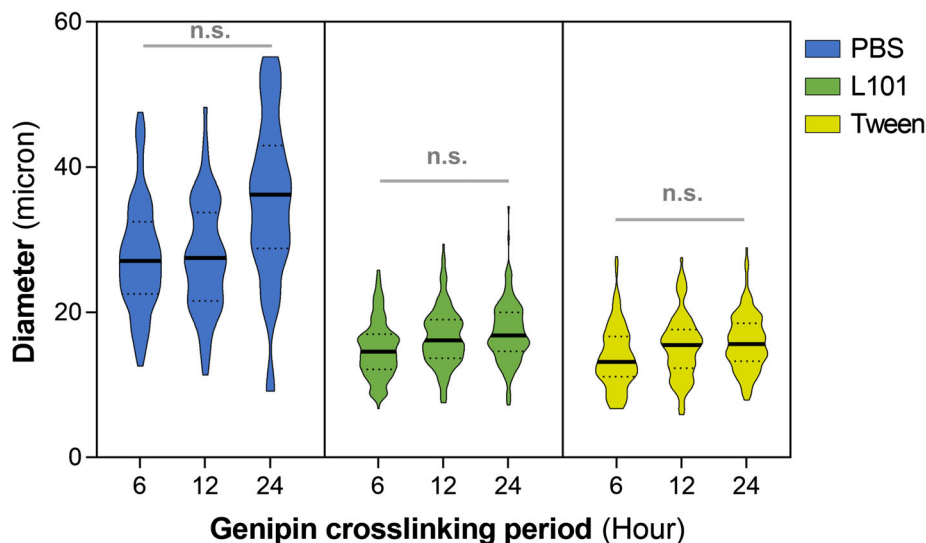 60
40
20
0
Diameter (micron)
n.s.
n.s.
n.s.
PBS
L101
Tween
6 12 24 6 12 24 6 12 24
Genipin crosslinking period (Hour)